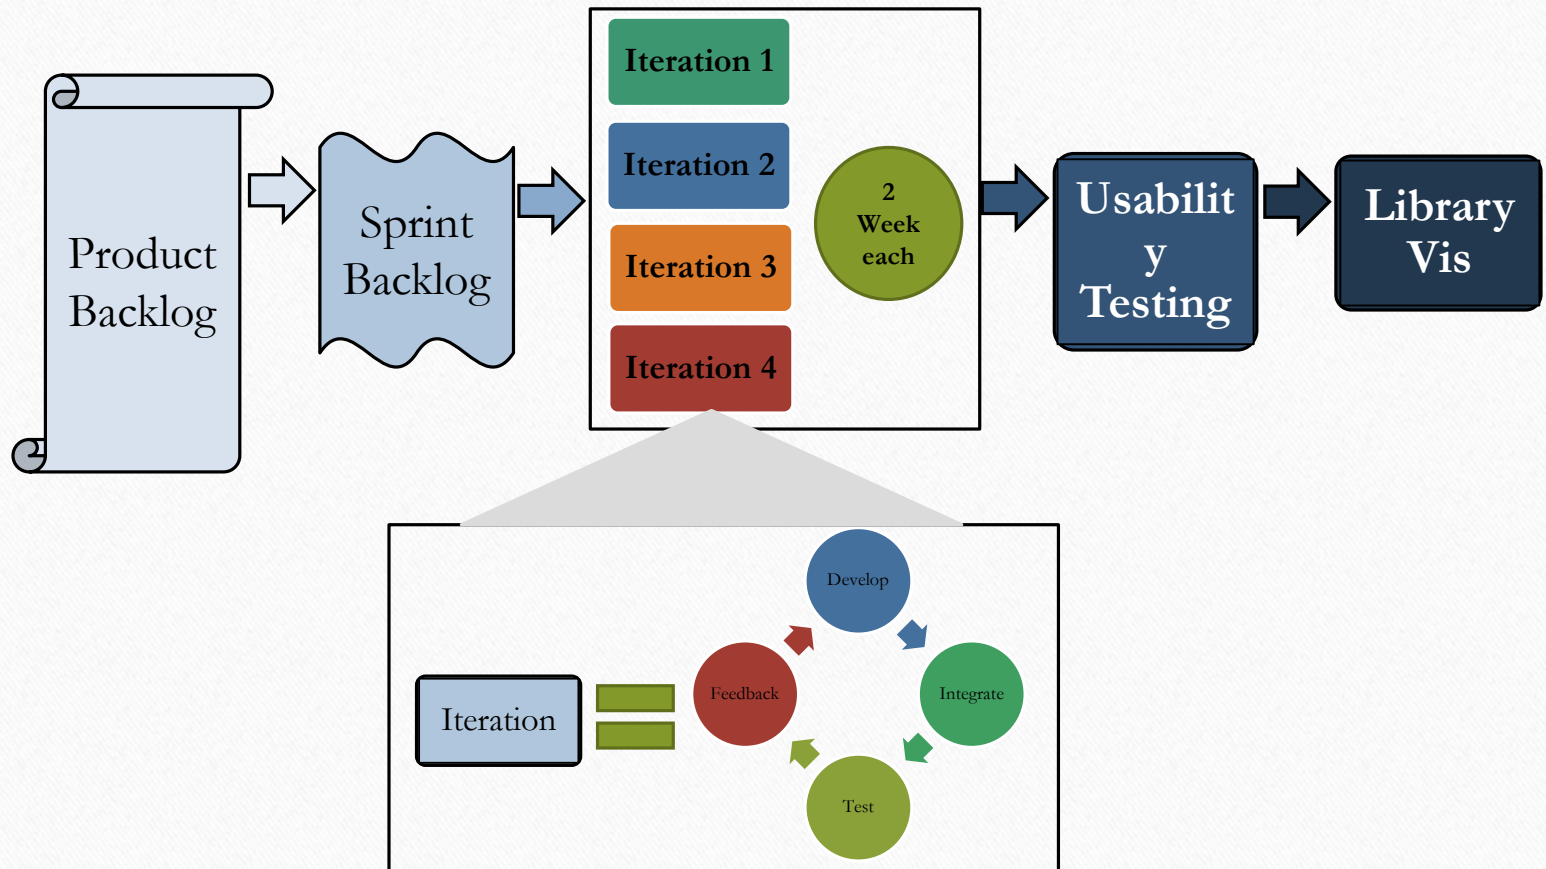 Product
Backlog
Sprint
Backlog
Iteration 1
Iteration 2
Iteration 3
Iteration 4
2
Week
each
Usabilit
y
Testing
Library
Vis
Iteration
Develop
Integrate
Test
Feedback